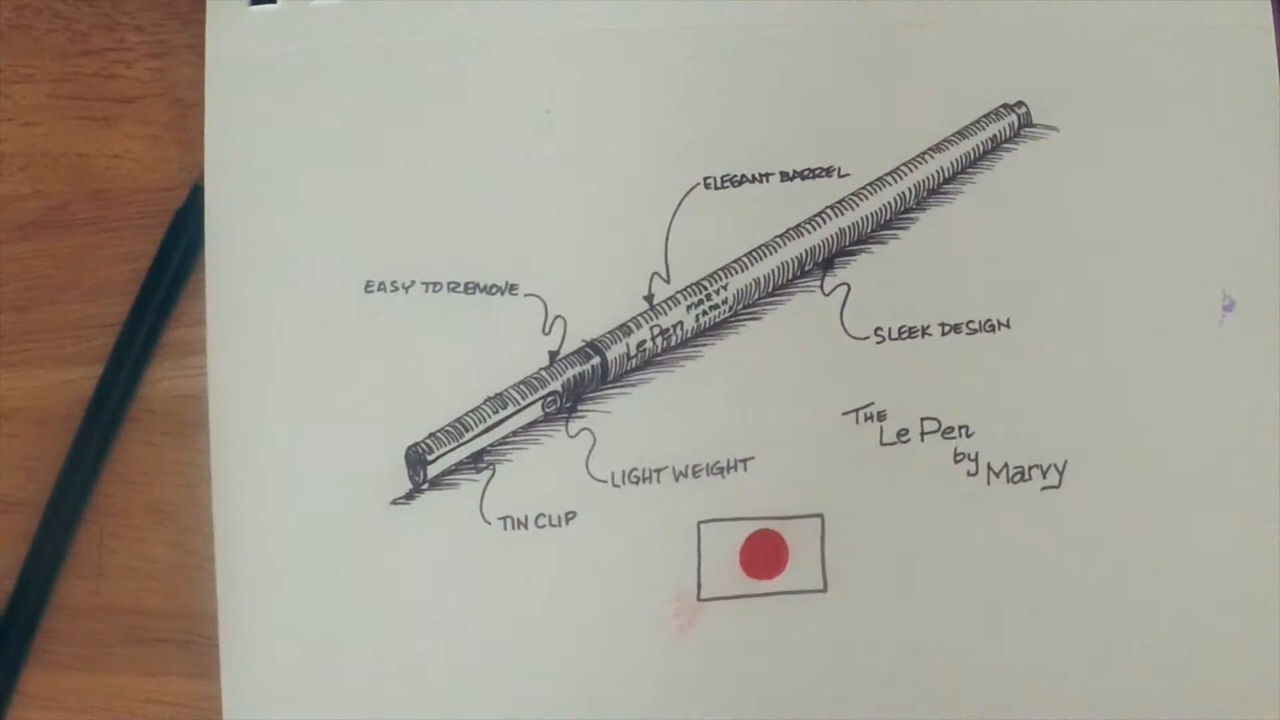 ELEGANT BARREL
EASY TO REMOVE
MARVY
JAPAN
Le Pen
SLEEK DESIGN
THE
Le Pen
by
Marvy
LIGHT WEIGHT
TIN CLIP